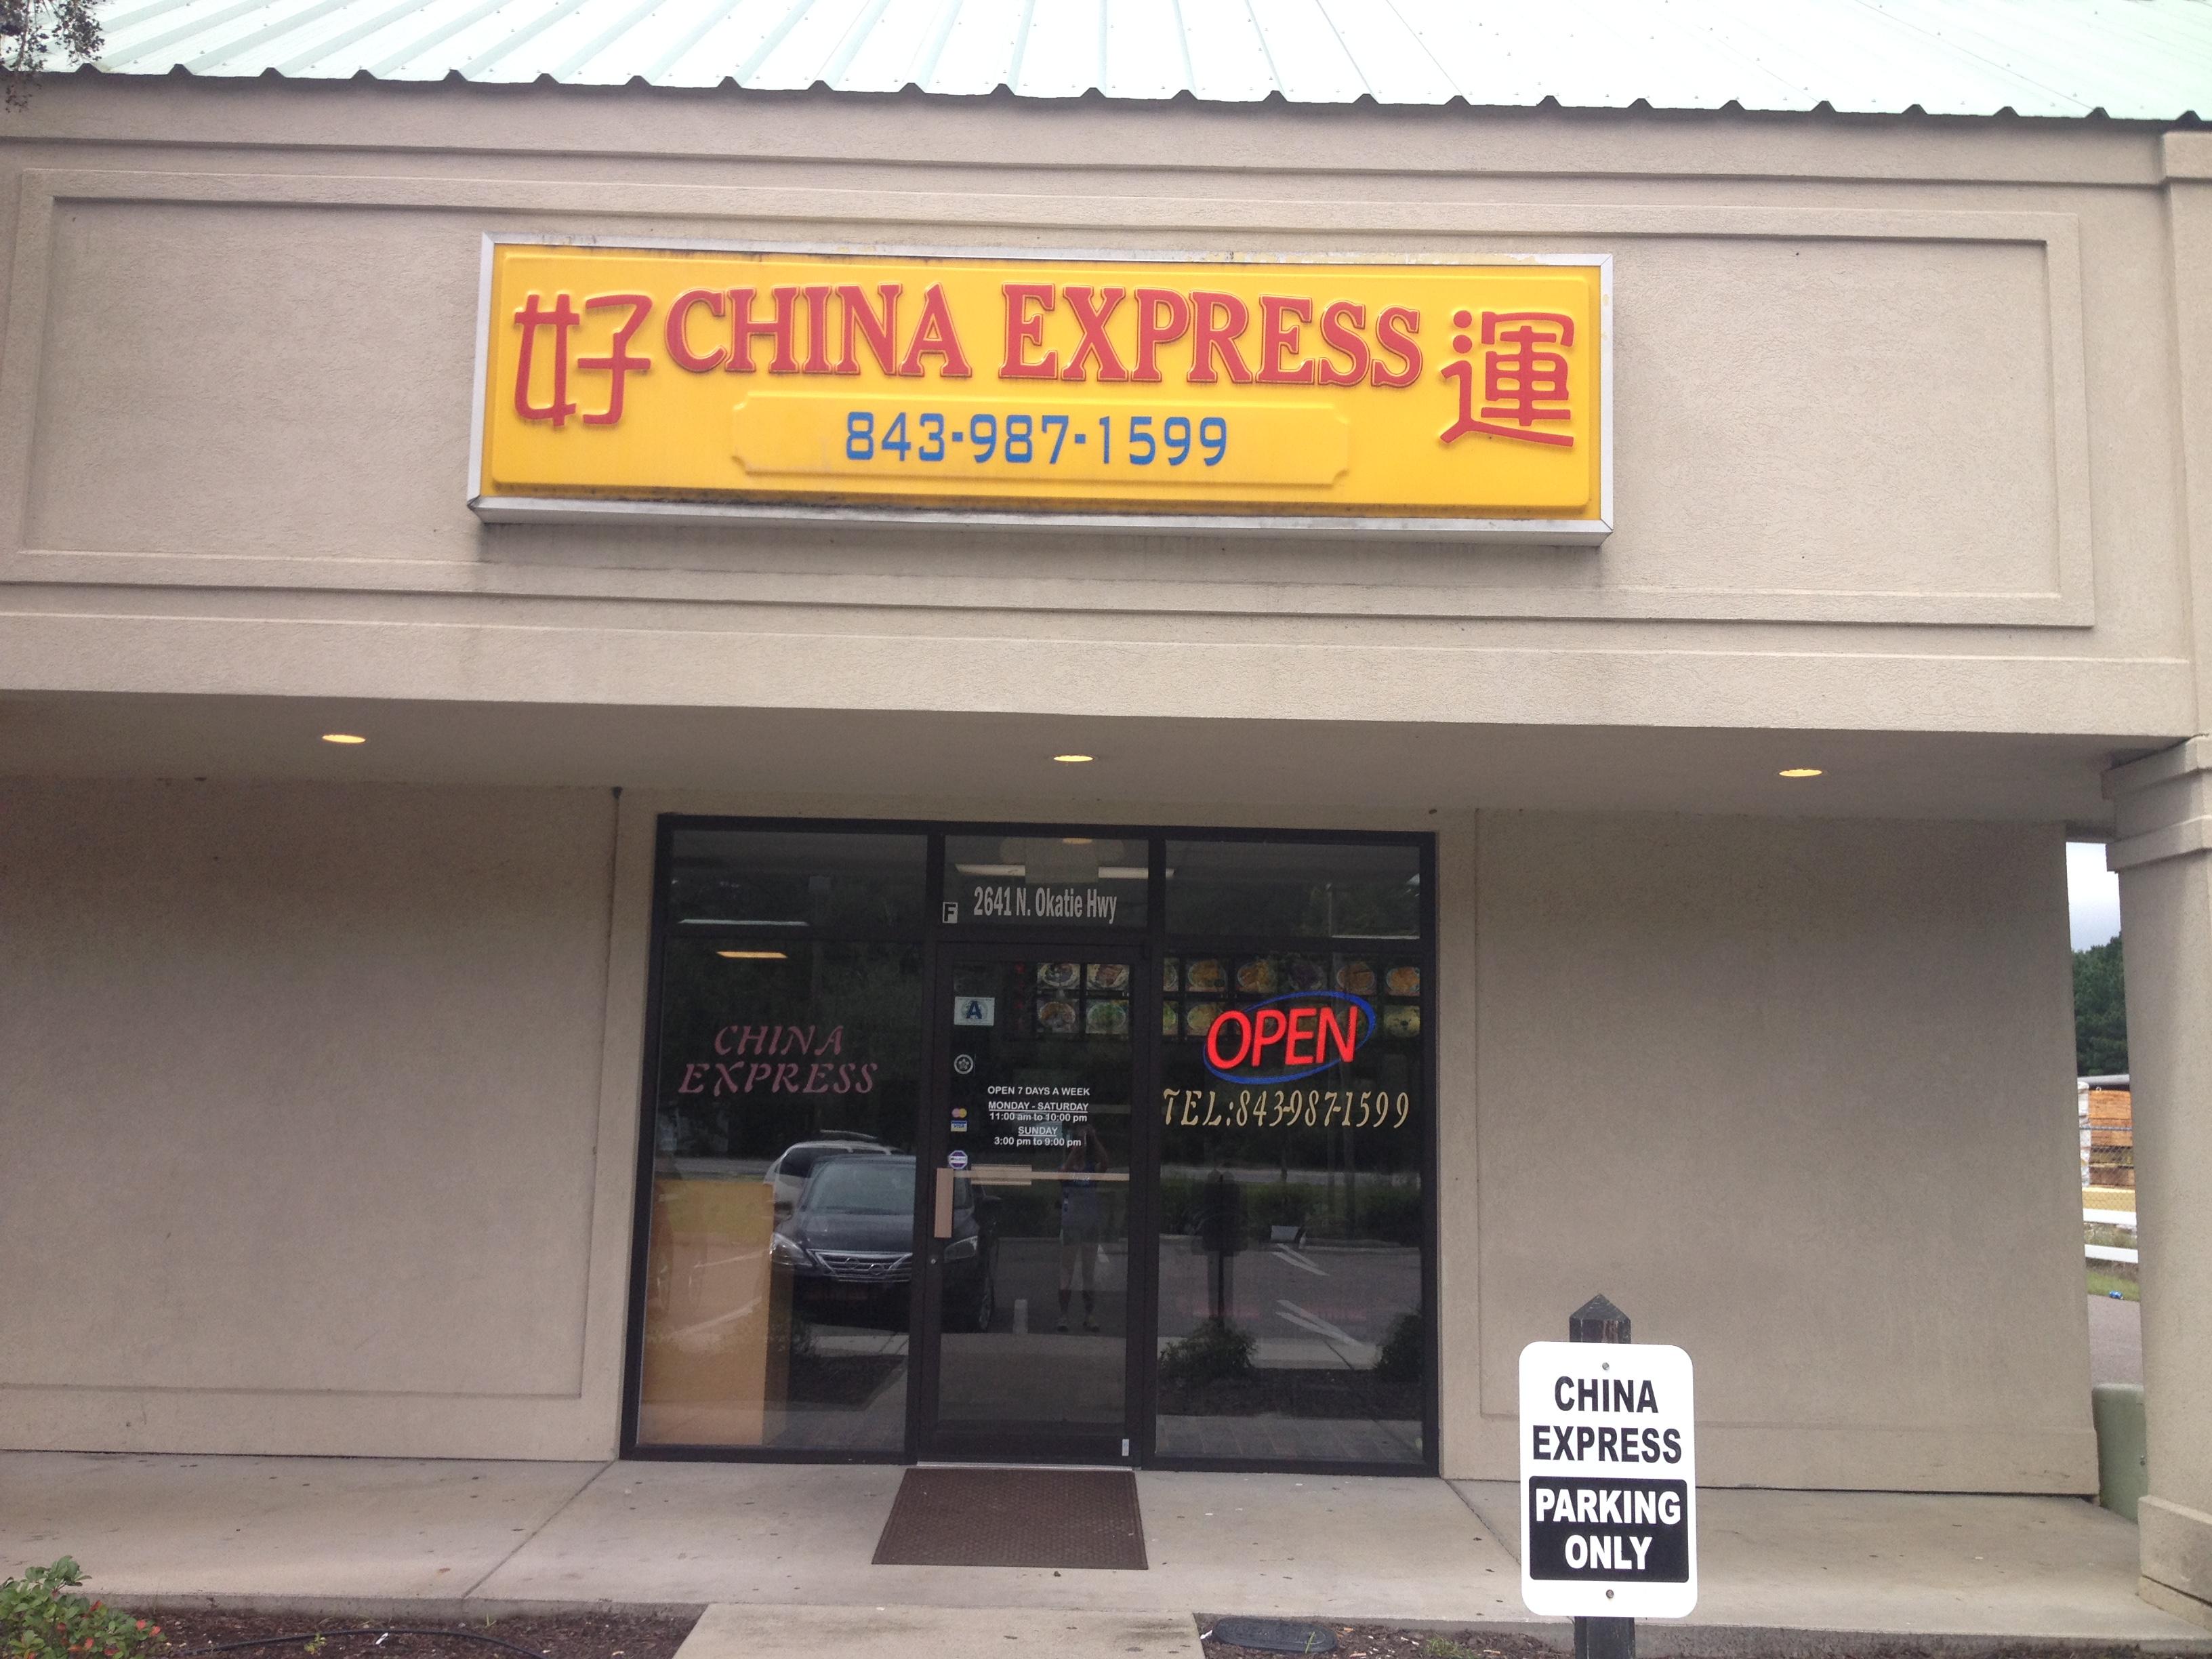 好 CHINA EXPRESS 運
843-987-1599
F 2641 N. Okatie Hwy
A
CHINA
EXPRESS
OPEN
TEL:843-987-1599
OPEN 7 DAYS A WEEK
MONDAY - SATURDAY
11:00 am to 10:00 pm
SUNDAY
3:00 pm to 9:00 pm
VISA
CHINA
EXPRESS
PARKING
ONLY